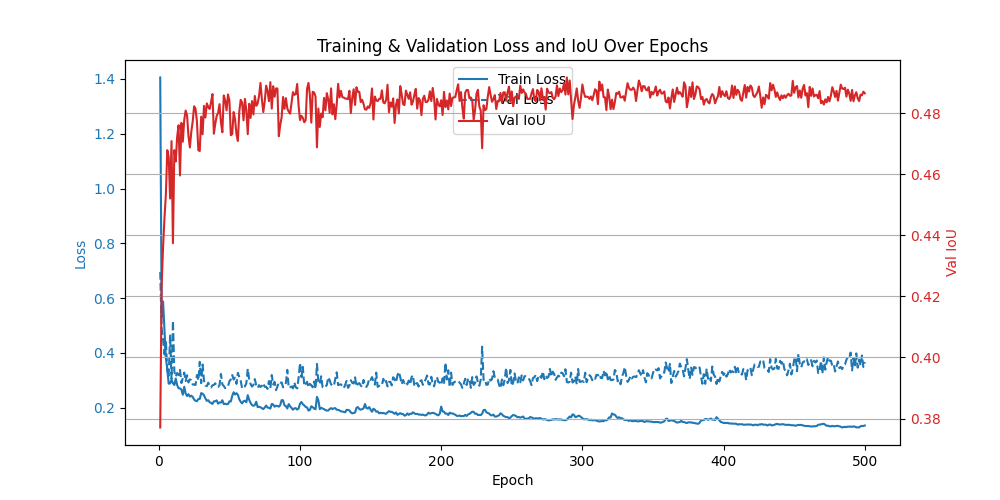 Training & Validation Loss and IoU Over Epochs
Train Loss
Val Loss
Val IoU
1.4
1.2
1.0
0.8
0.6
0.4
0.2
Loss
0.48
0.46
0.44
0.42
0.40
0.38
Val IoU
0 100 200 300 400 500
Epoch